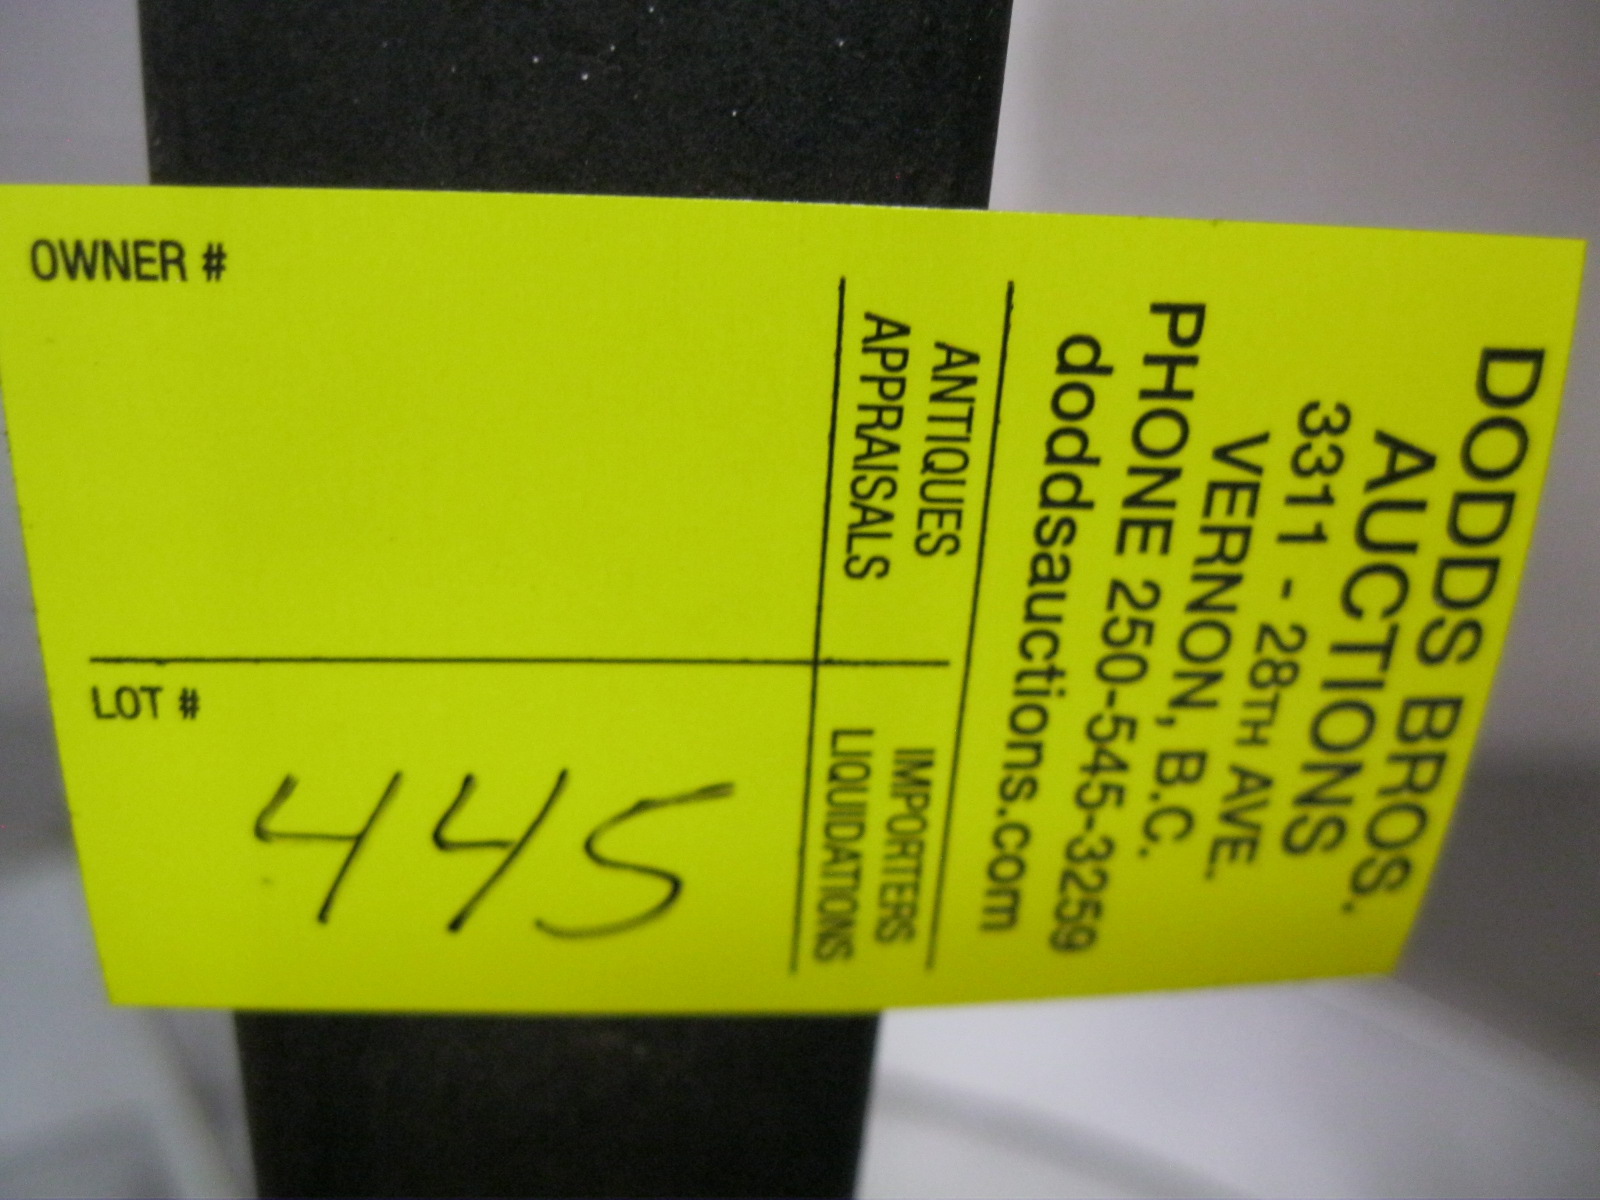 DODDS BROS.
AUCTIONS
3311 - 28TH AVE.
VERNON, B.C.
PHONE 250-545-3259
doddsauctions.com
ANTIQUES IMPORTERS
APPRAISALS LIQUIDATIONS
OWNER #
LOT #
445